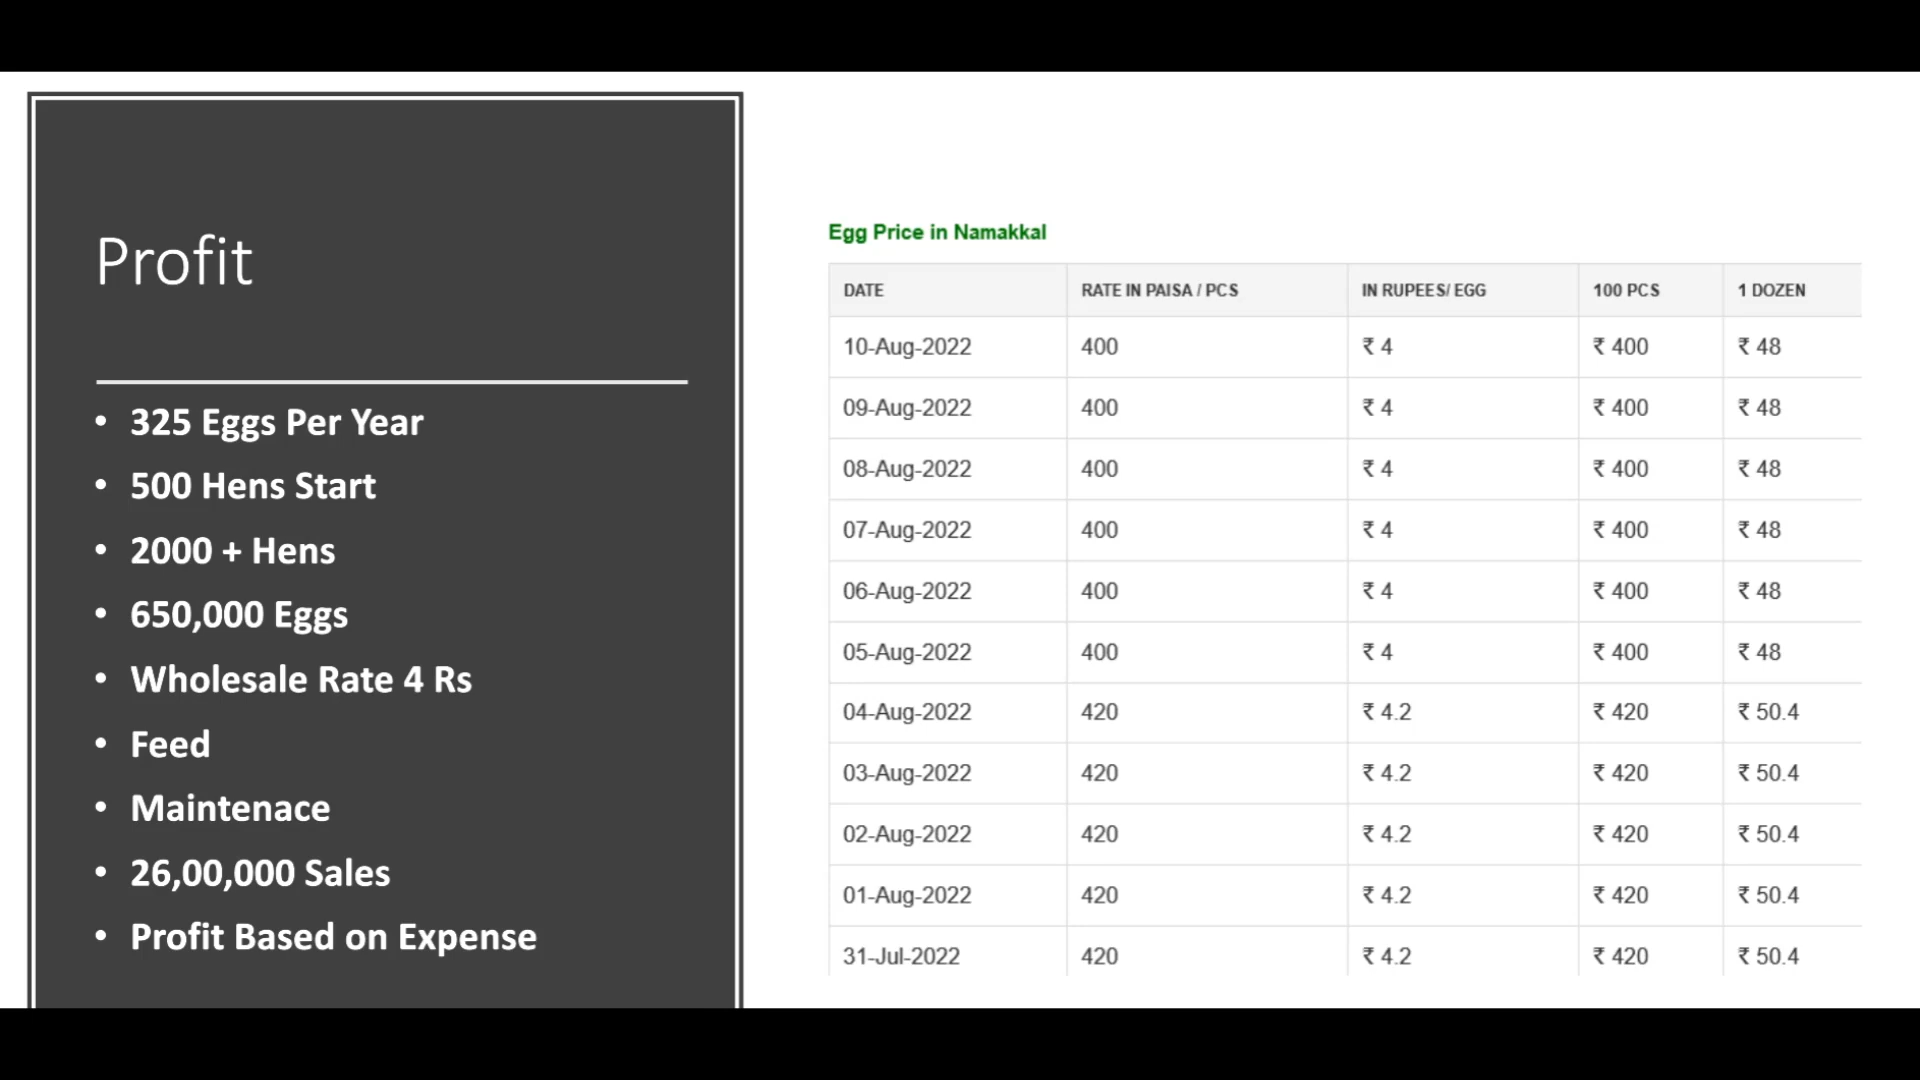 Profit
• 325 Eggs Per Year
• 500 Hens Start
• 2000 + Hens
• 650,000 Eggs
• Wholesale Rate 4 Rs
• Feed
• Maintenace
• 26,00,000 Sales
• Profit Based on Expense
Egg Price in Namakkal
DATE RATE IN PAISA / PCS IN RUPEES/ EGG 100 PCS 1 DOZEN
10-Aug-2022 400 ₹ 4 ₹ 400 ₹ 48
09-Aug-2022 400 ₹ 4 ₹ 400 ₹ 48
08-Aug-2022 400 ₹ 4 ₹ 400 ₹ 48
07-Aug-2022 400 ₹ 4 ₹ 400 ₹ 48
06-Aug-2022 400 ₹ 4 ₹ 400 ₹ 48
05-Aug-2022 400 ₹ 4 ₹ 400 ₹ 48
04-Aug-2022 420 ₹ 4.2 ₹ 420 ₹ 50.4
03-Aug-2022 420 ₹ 4.2 ₹ 420 ₹ 50.4
02-Aug-2022 420 ₹ 4.2 ₹ 420 ₹ 50.4
01-Aug-2022 420 ₹ 4.2 ₹ 420 ₹ 50.4
31-Jul-2022 420 ₹ 4.2 ₹ 420 ₹ 50.4